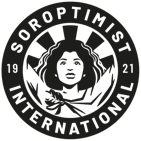 SOROPTIMIST
19 21
INTERNATIONAL